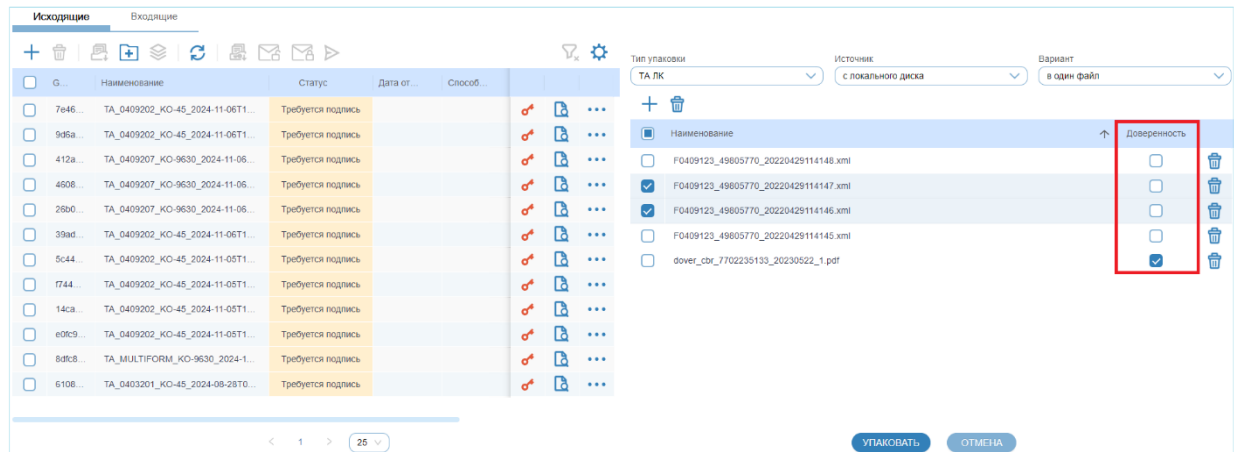 Исходящие Входящие
G... Наименование Статус Дата от... Способ...
7e46... TA_0409202_KO-45_2024-11-06T1... Требуется подпись
9d6a... TA_0409202_KO-45_2024-11-06T1... Требуется подпись
412a... TA_0409207_KO-9630_2024-11-06... Требуется подпись
4608... TA_0409207_KO-9630_2024-11-06... Требуется подпись
26b0... TA_0409207_KO-9630_2024-11-06... Требуется подпись
39ad... TA_0409202_KO-45_2024-11-06T1... Требуется подпись
5c44... TA_0409202_KO-45_2024-11-05T1... Требуется подпись
f744... TA_0409202_KO-45_2024-11-05T1... Требуется подпись
14ca... TA_0409202_KO-45_2024-11-05T1... Требуется подпись
e0fc9... TA_0409202_KO-45_2024-11-05T1... Требуется подпись
8dfc8... TA_MULTIFORM_KO-9630_2024-1... Требуется подпись
6108... TA_0403201_KO-45_2024-08-28T0... Требуется подпись
< 1 > 25
Тип упаковки Источник Вариант
ТА ЛК с локального диска в один файл
Наименование Доверенность
F0409123_49805770_20220429114148.xml
F0409123_49805770_20220429114147.xml
F0409123_49805770_20220429114146.xml
F0409123_49805770_20220429114145.xml
dover_cbr_7702235133_20230522_1.pdf
УПАКОВАТЬ ОТМЕНА